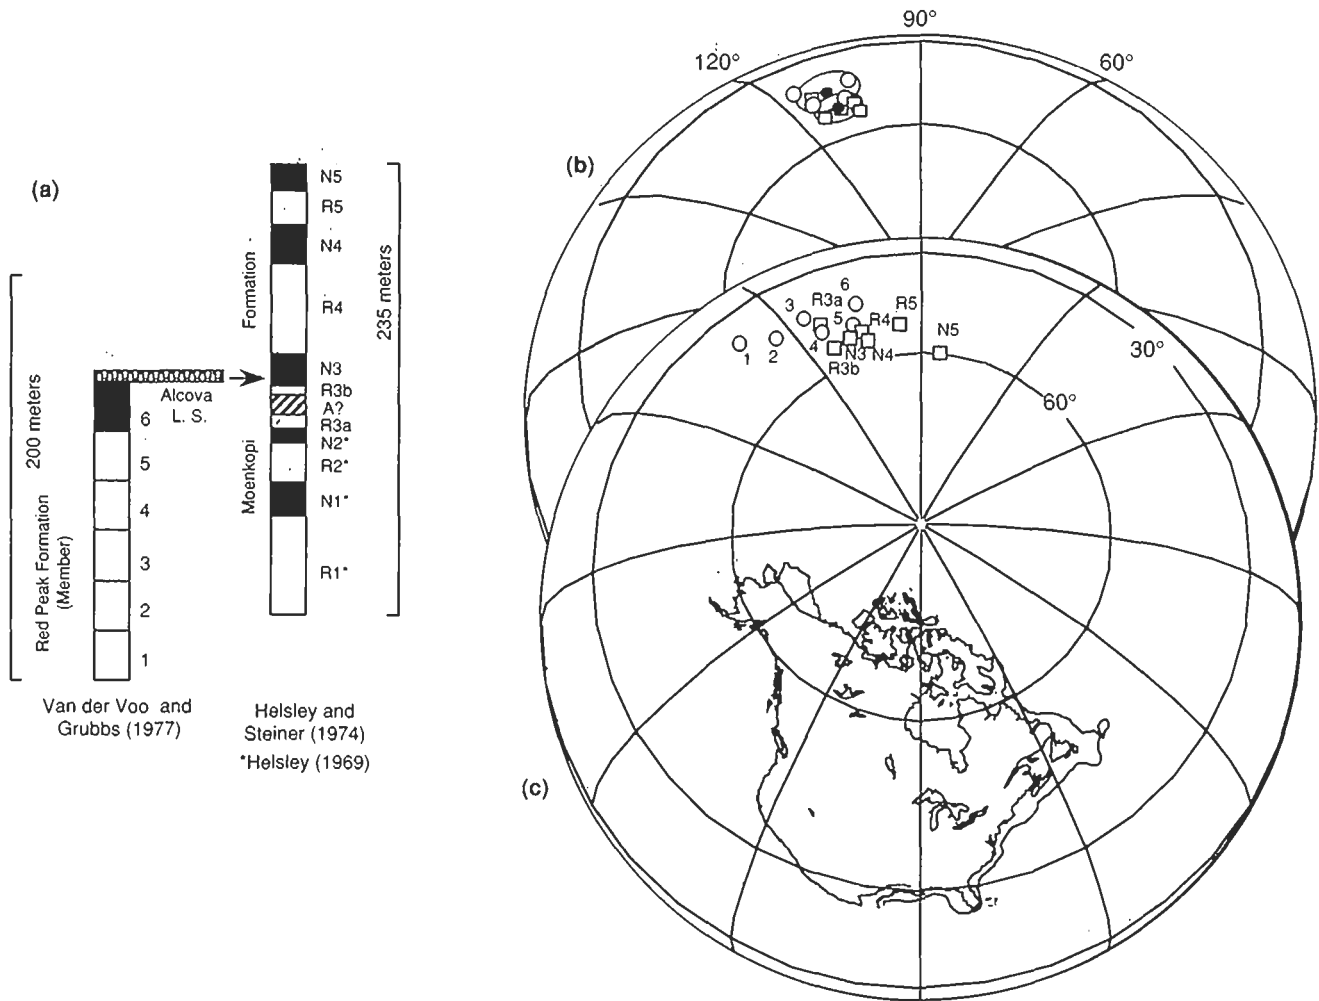 (a)
200 meters
Red Peak Formation
(Member)
6
5
4
3
2
1
Alcova
L. S.
Van der Voo and
Grubbs (1977)
Moenkopi Formation
N5
R5
N4
R4
N3
R3b
A?
R3a
N2*
R2*
N1*
R1*
235 meters
Helsley and
Steiner (1974)
*Helsley (1969)
(b)
120°
90°
60°
(c)
1
2
3
R3a
6
5
4
R4
R5
N3
N4
R3b
N5
30°
60°